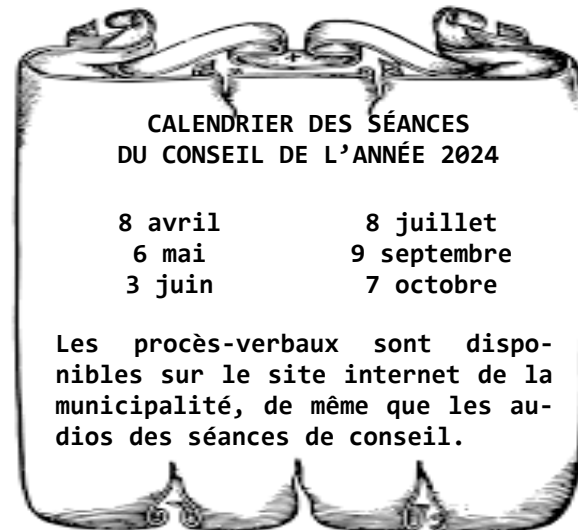 CALENDRIER DES SÉANCES
DU CONSEIL DE L’ANNÉE 2024
8 avril 8 juillet
6 mai 9 septembre
3 juin 7 octobre
Les procès-verbaux sont dispo-
nibles sur le site internet de la
municipalité, de même que les au-
dios des séances de conseil.